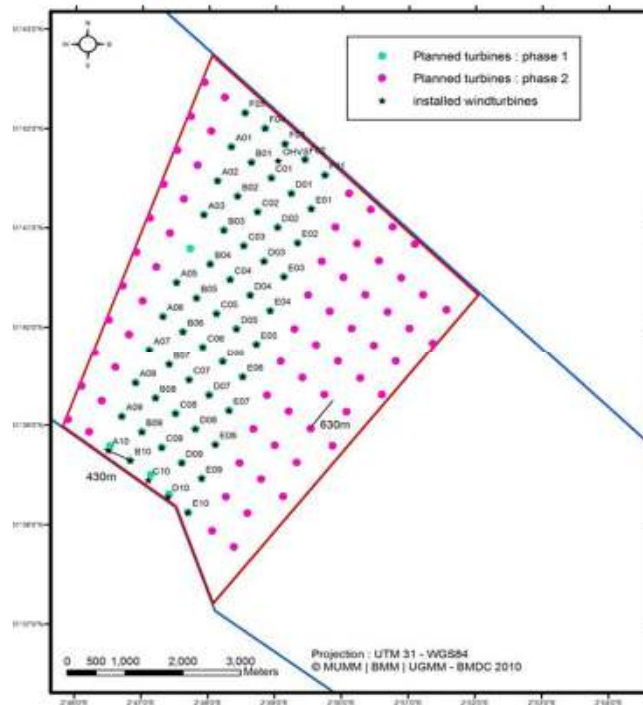 N
Planned turbines : phase 1
Planned turbines : phase 2
installed windturbines
F05
F04
F03
A01
B01
OHVS
F02
F01
A02
C01
B02
D01
A03
C02
E01
B03
D02
C03
E02
B04
D03
A05
C04
E03
B05
D04
A06
C05
E04
B06
D05
A07
C06
E05
B07
D06
A08
C07
E06
B08
D07
A09
C08
E07
B09
D08
630m
A10
C09
E08
B10
D09
430m
C10
E09
D10
E10
Projection : UTM 31 - WGS84
© MUMM | BMM | UGMM - BMDC 2010
0 500 1,000 2,000 3,000
Meters